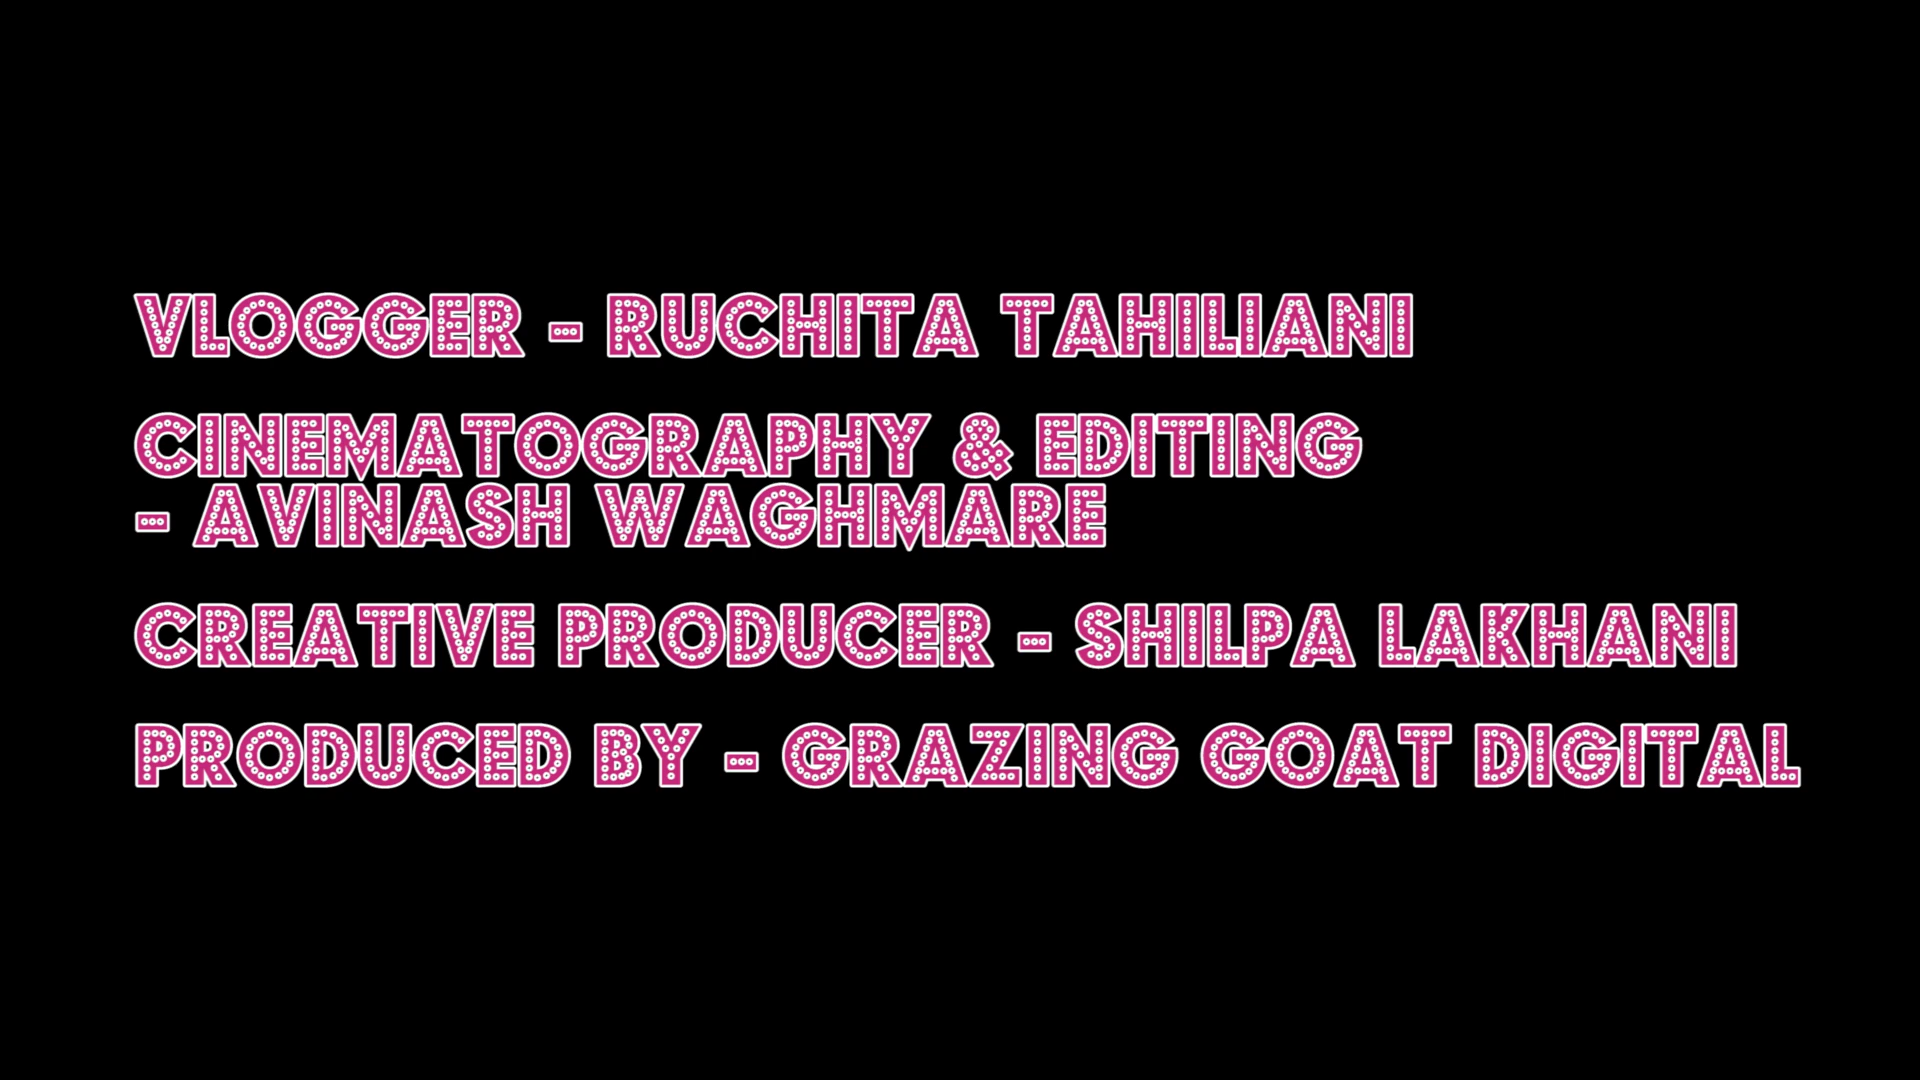 VLOGGER - RUCHITA TAHILIANI
CINEMATOGRAPHY & EDITING
- AVINASH WAGHMARE
CREATIVE PRODUCER - SHILPA LAKHANI
PRODUCED BY - GRAZING GOAT DIGITAL